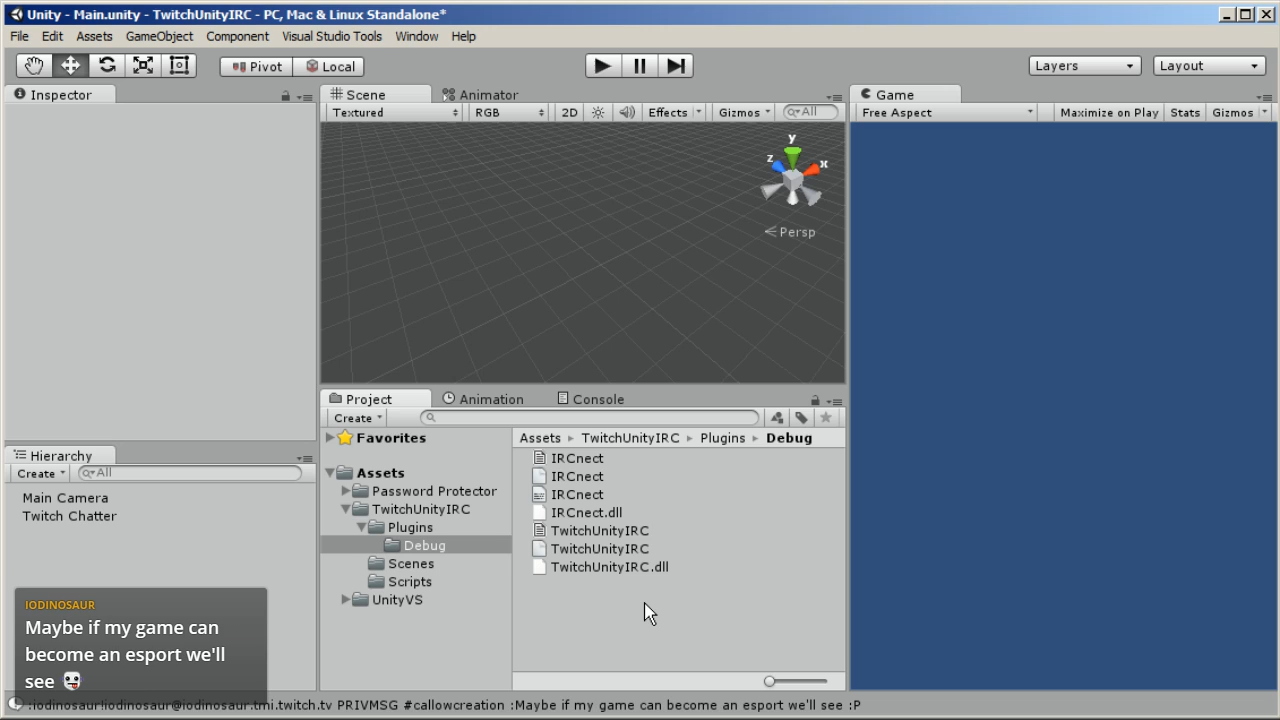 Unity - Main.unity - TwitchUnityIRC - PC, Mac & Linux Standalone*
File Edit Assets GameObject Component Visual Studio Tools Window Help
Pivot Local Layers Layout
Inspector
Scene Animator
Textured RGB 2D Effects Gizmos All
y
z x
Persp
Game
Free Aspect Maximize on Play Stats Gizmos
Project Animation Console
Create
Favorites
Assets
Password Protector
TwitchUnityIRC
Plugins
Debug
Scenes
Scripts
UnityVS
Assets TwitchUnityIRC Plugins Debug
IRCnect
IRCnect
IRCnect
IRCnect.dll
TwitchUnityIRC
TwitchUnityIRC
TwitchUnityIRC.dll
Hierarchy
Create All
Main Camera
Twitch Chatter
IODINOSAUR
Maybe if my game can
become an esport we'll
see
:iodinosaur!iodinosaur@iodinosaur.tmi.twitch.tv PRIVMSG #callowcreation :Maybe if my game can become an esport we'll see :P